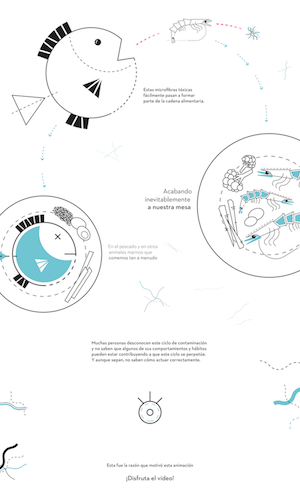 Estas microfibras tóxicas
fácilmente pasan a formar
parte de la cadena alimentaria.
Acabando
inevitablemente
a nuestra mesa
En el pescado y en otros
animales marinos que
comemos tan a menudo
Muchas personas desconocen este ciclo de contaminación
y no saben que algunos de sus comportamientos y hábitos
pueden estar contribuyendo a que este ciclo se perpetúe.
Y aunque sepan, no saben cómo actuar correctamente.
Esta fue la razón que motivó esta animación
¡Disfruta el vídeo!